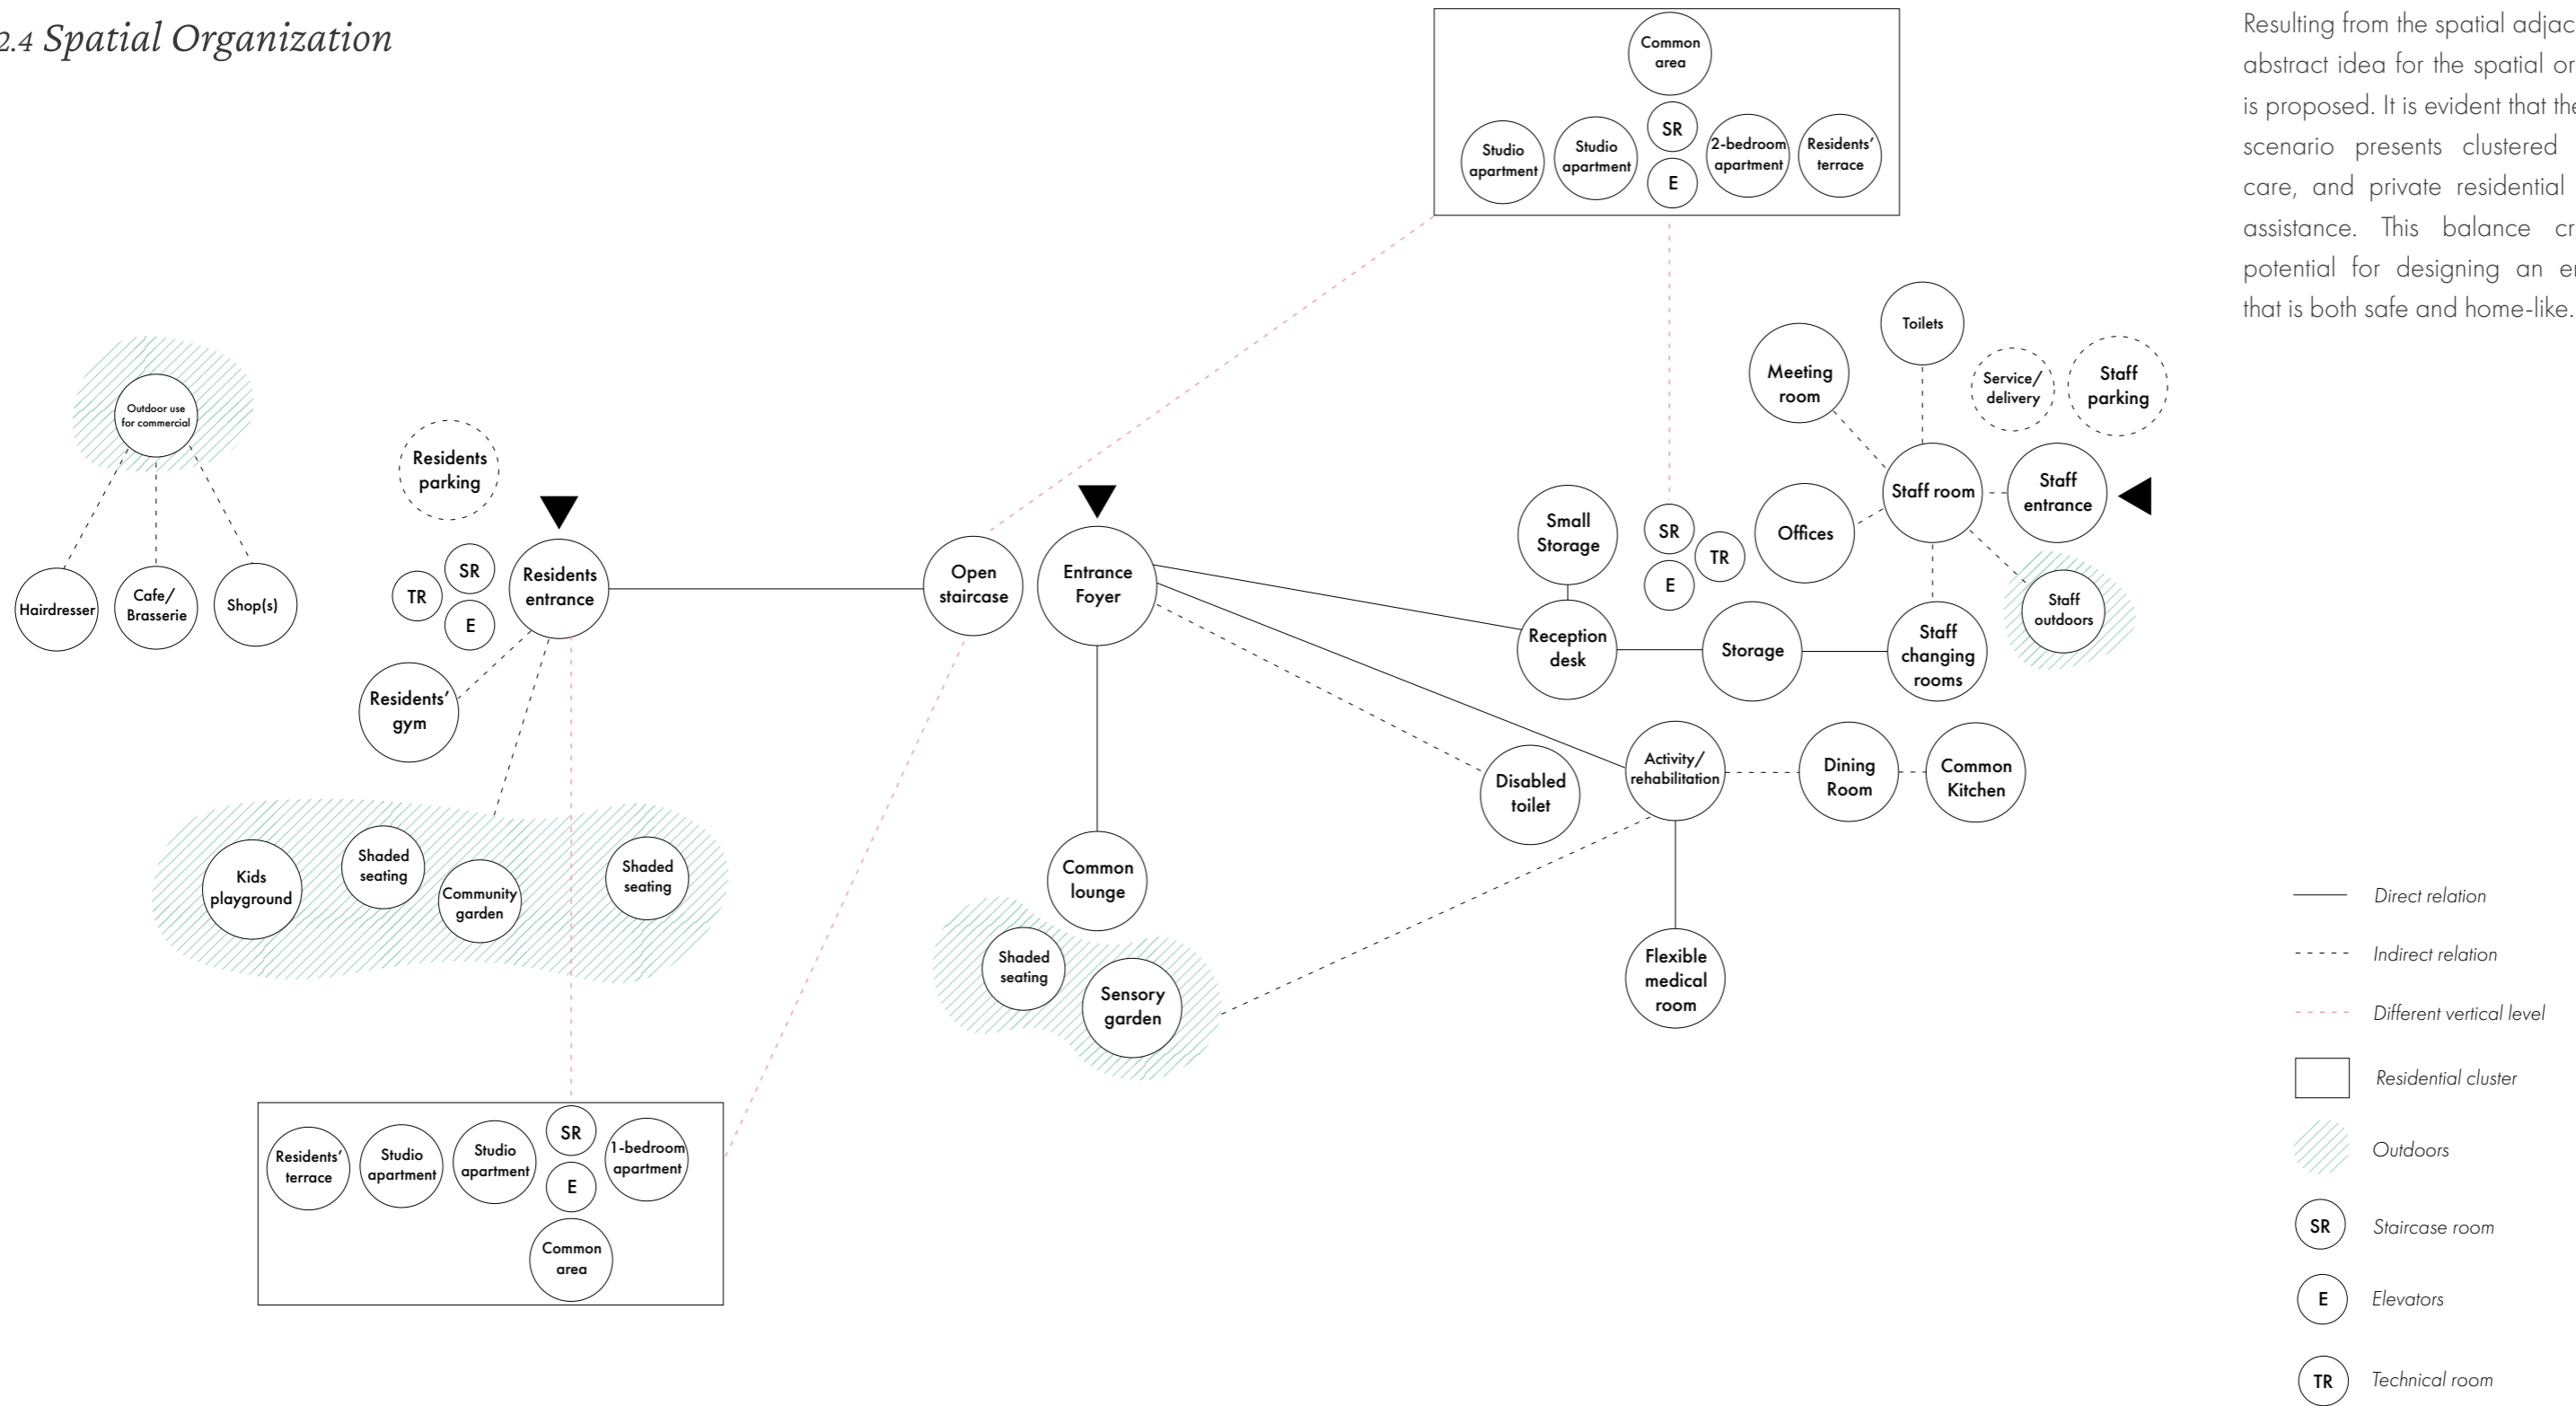 2.4 Spatial Organization
Resulting from the spatial
abstract idea for the spatial
is proposed. It is evident that
scenario presents clustered
care, and private residential
assistance. This balance
potential for designing an
that is both safe and home-like.
Common
area
SR
E
Studio
apartment
Studio
apartment
2-bedroom
apartment
Residents’
terrace
Outdoor use
for commercial
Hairdresser
Cafe/
Brasserie
Shop(s)
Residents
parking
SR
TR
E
Residents
entrance
Residents’
gym
Open
staircase
Entrance
Foyer
Small
Storage
Reception
desk
SR
TR
E
Storage
Staff
changing
rooms
Offices
Meeting
room
Toilets
Service/
delivery
Staff
parking
Staff room
Staff
entrance
Staff
outdoors
Disabled
toilet
Activity/
rehabilitation
Dining
Room
Common
Kitchen
Flexible
medical
room
Common
lounge
Shaded
seating
Sensory
garden
Kids
playground
Shaded
seating
Community
garden
Shaded
seating
Residents’
terrace
Studio
apartment
Studio
apartment
SR
E
1-bedroom
apartment
Common
area
Direct relation
Indirect relation
Different vertical level
Residential cluster
Outdoors
SR Staircase room
E Elevators
TR Technical room